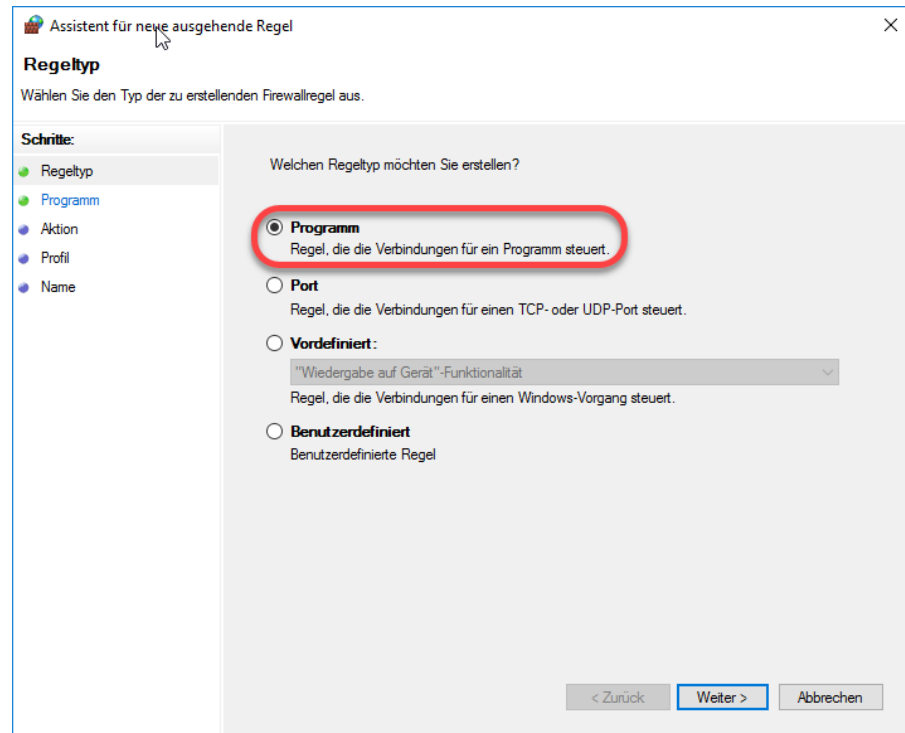 Assistent für neue ausgehende Regel
Regeltyp
Wählen Sie den Typ der zu erstellenden Firewallregel aus.
Schritte:
Regeltyp
Programm
Aktion
Profil
Name
Welchen Regeltyp möchten Sie erstellen?
Programm
Regel, die die Verbindungen für ein Programm steuert.
Port
Regel, die die Verbindungen für einen TCP- oder UDP-Port steuert.
Vordefiniert:
"Wiedergabe auf Gerät"-Funktionalität
Regel, die die Verbindungen für einen Windows-Vorgang steuert.
Benutzerdefiniert
Benutzerdefinierte Regel
< Zurück
Weiter >
Abbrechen